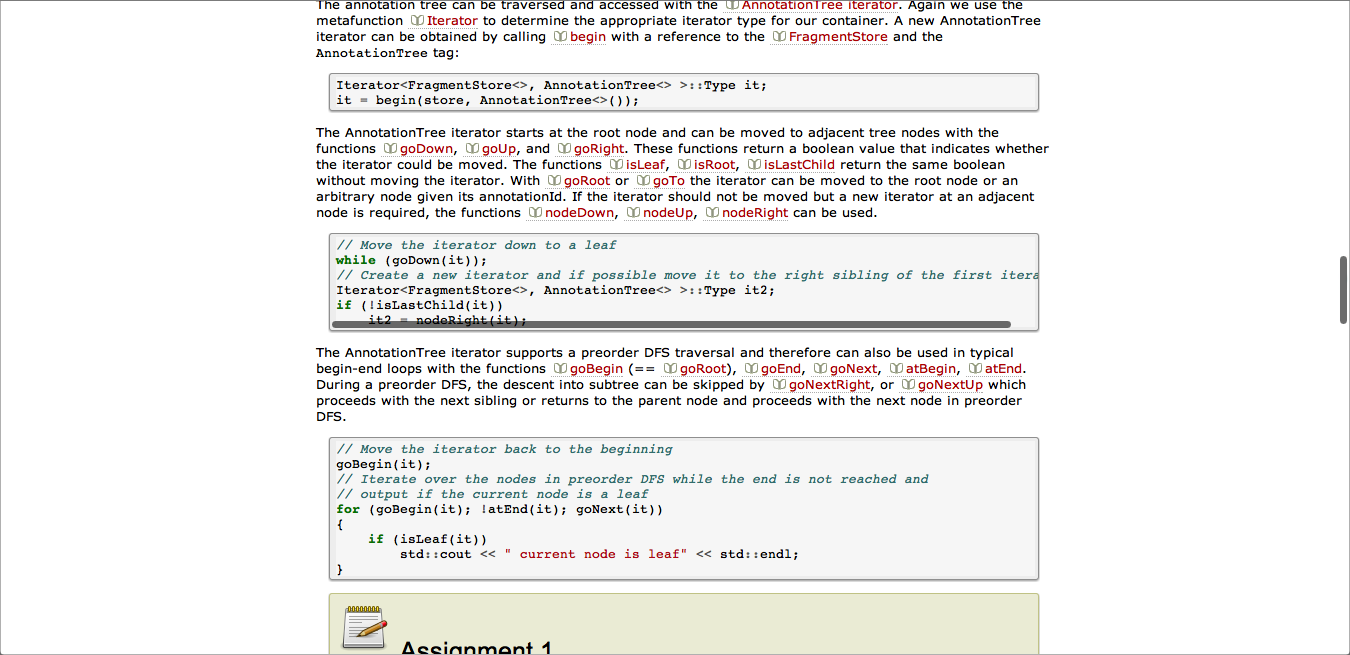 The annotation tree can be traversed and accessed with the AnnotationTree iterator. Again we use the
metafunction Iterator to determine the appropriate iterator type for our container. A new AnnotationTree
iterator can be obtained by calling begin with a reference to the FragmentStore and the
AnnotationTree tag:
Iterator<FragmentStore<>, AnnotationTree<> >::Type it;
it = begin(store, AnnotationTree<>());
The AnnotationTree iterator starts at the root node and can be moved to adjacent tree nodes with the
functions goDown, goUp, and goRight. These functions return a boolean value that indicates whether
the iterator could be moved. The functions isLeaf, isRoot, isLastChild return the same boolean
without moving the iterator. With goRoot or goTo the iterator can be moved to the root node or an
arbitrary node given its annotationId. If the iterator should not be moved but a new iterator at an adjacent
node is required, the functions nodeDown, nodeUp, nodeRight can be used.
// Move the iterator down to a leaf
while (goDown(it));
// Create a new iterator and if possible move it to the right sibling of the first itera
Iterator<FragmentStore<>, AnnotationTree<> >::Type it2;
if (!isLastChild(it))
    it2 = nodeRight(it);
The AnnotationTree iterator supports a preorder DFS traversal and therefore can also be used in typical
begin-end loops with the functions goBegin (== goRoot), goEnd, goNext, atBegin, atEnd.
During a preorder DFS, the descent into subtree can be skipped by goNextRight, or goNextUp which
proceeds with the next sibling or returns to the parent node and proceeds with the next node in preorder
DFS.
// Move the iterator back to the beginning
goBegin(it);
// Iterate over the nodes in preorder DFS while the end is not reached and
// output if the current node is a leaf
for (goBegin(it); !atEnd(it); goNext(it))
{
    if (isLeaf(it))
        std::cout << " current node is leaf" << std::endl;
}
Assignment 1